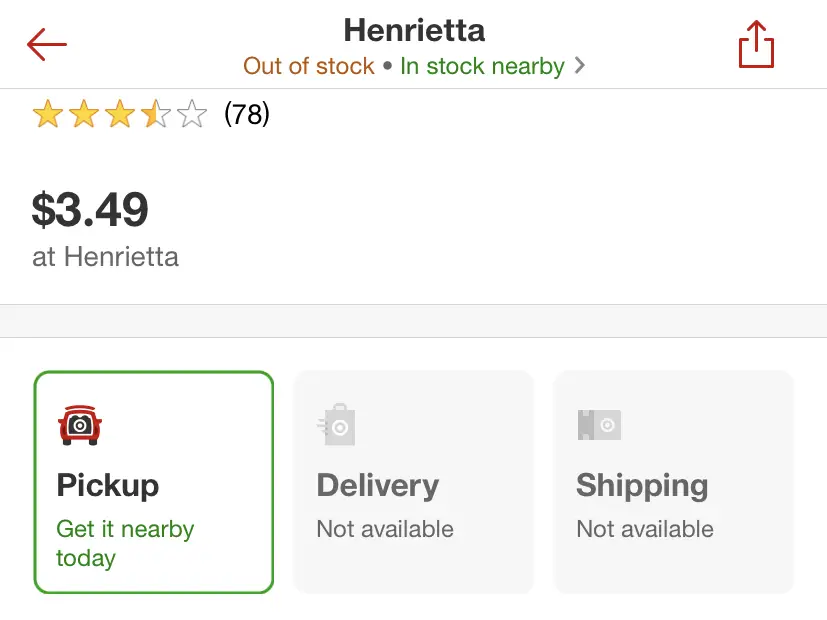 Henrietta
Out of stock • In stock nearby
(78)
$3.49
at Henrietta
Pickup
Get it nearby
today
Delivery
Not available
Shipping
Not available